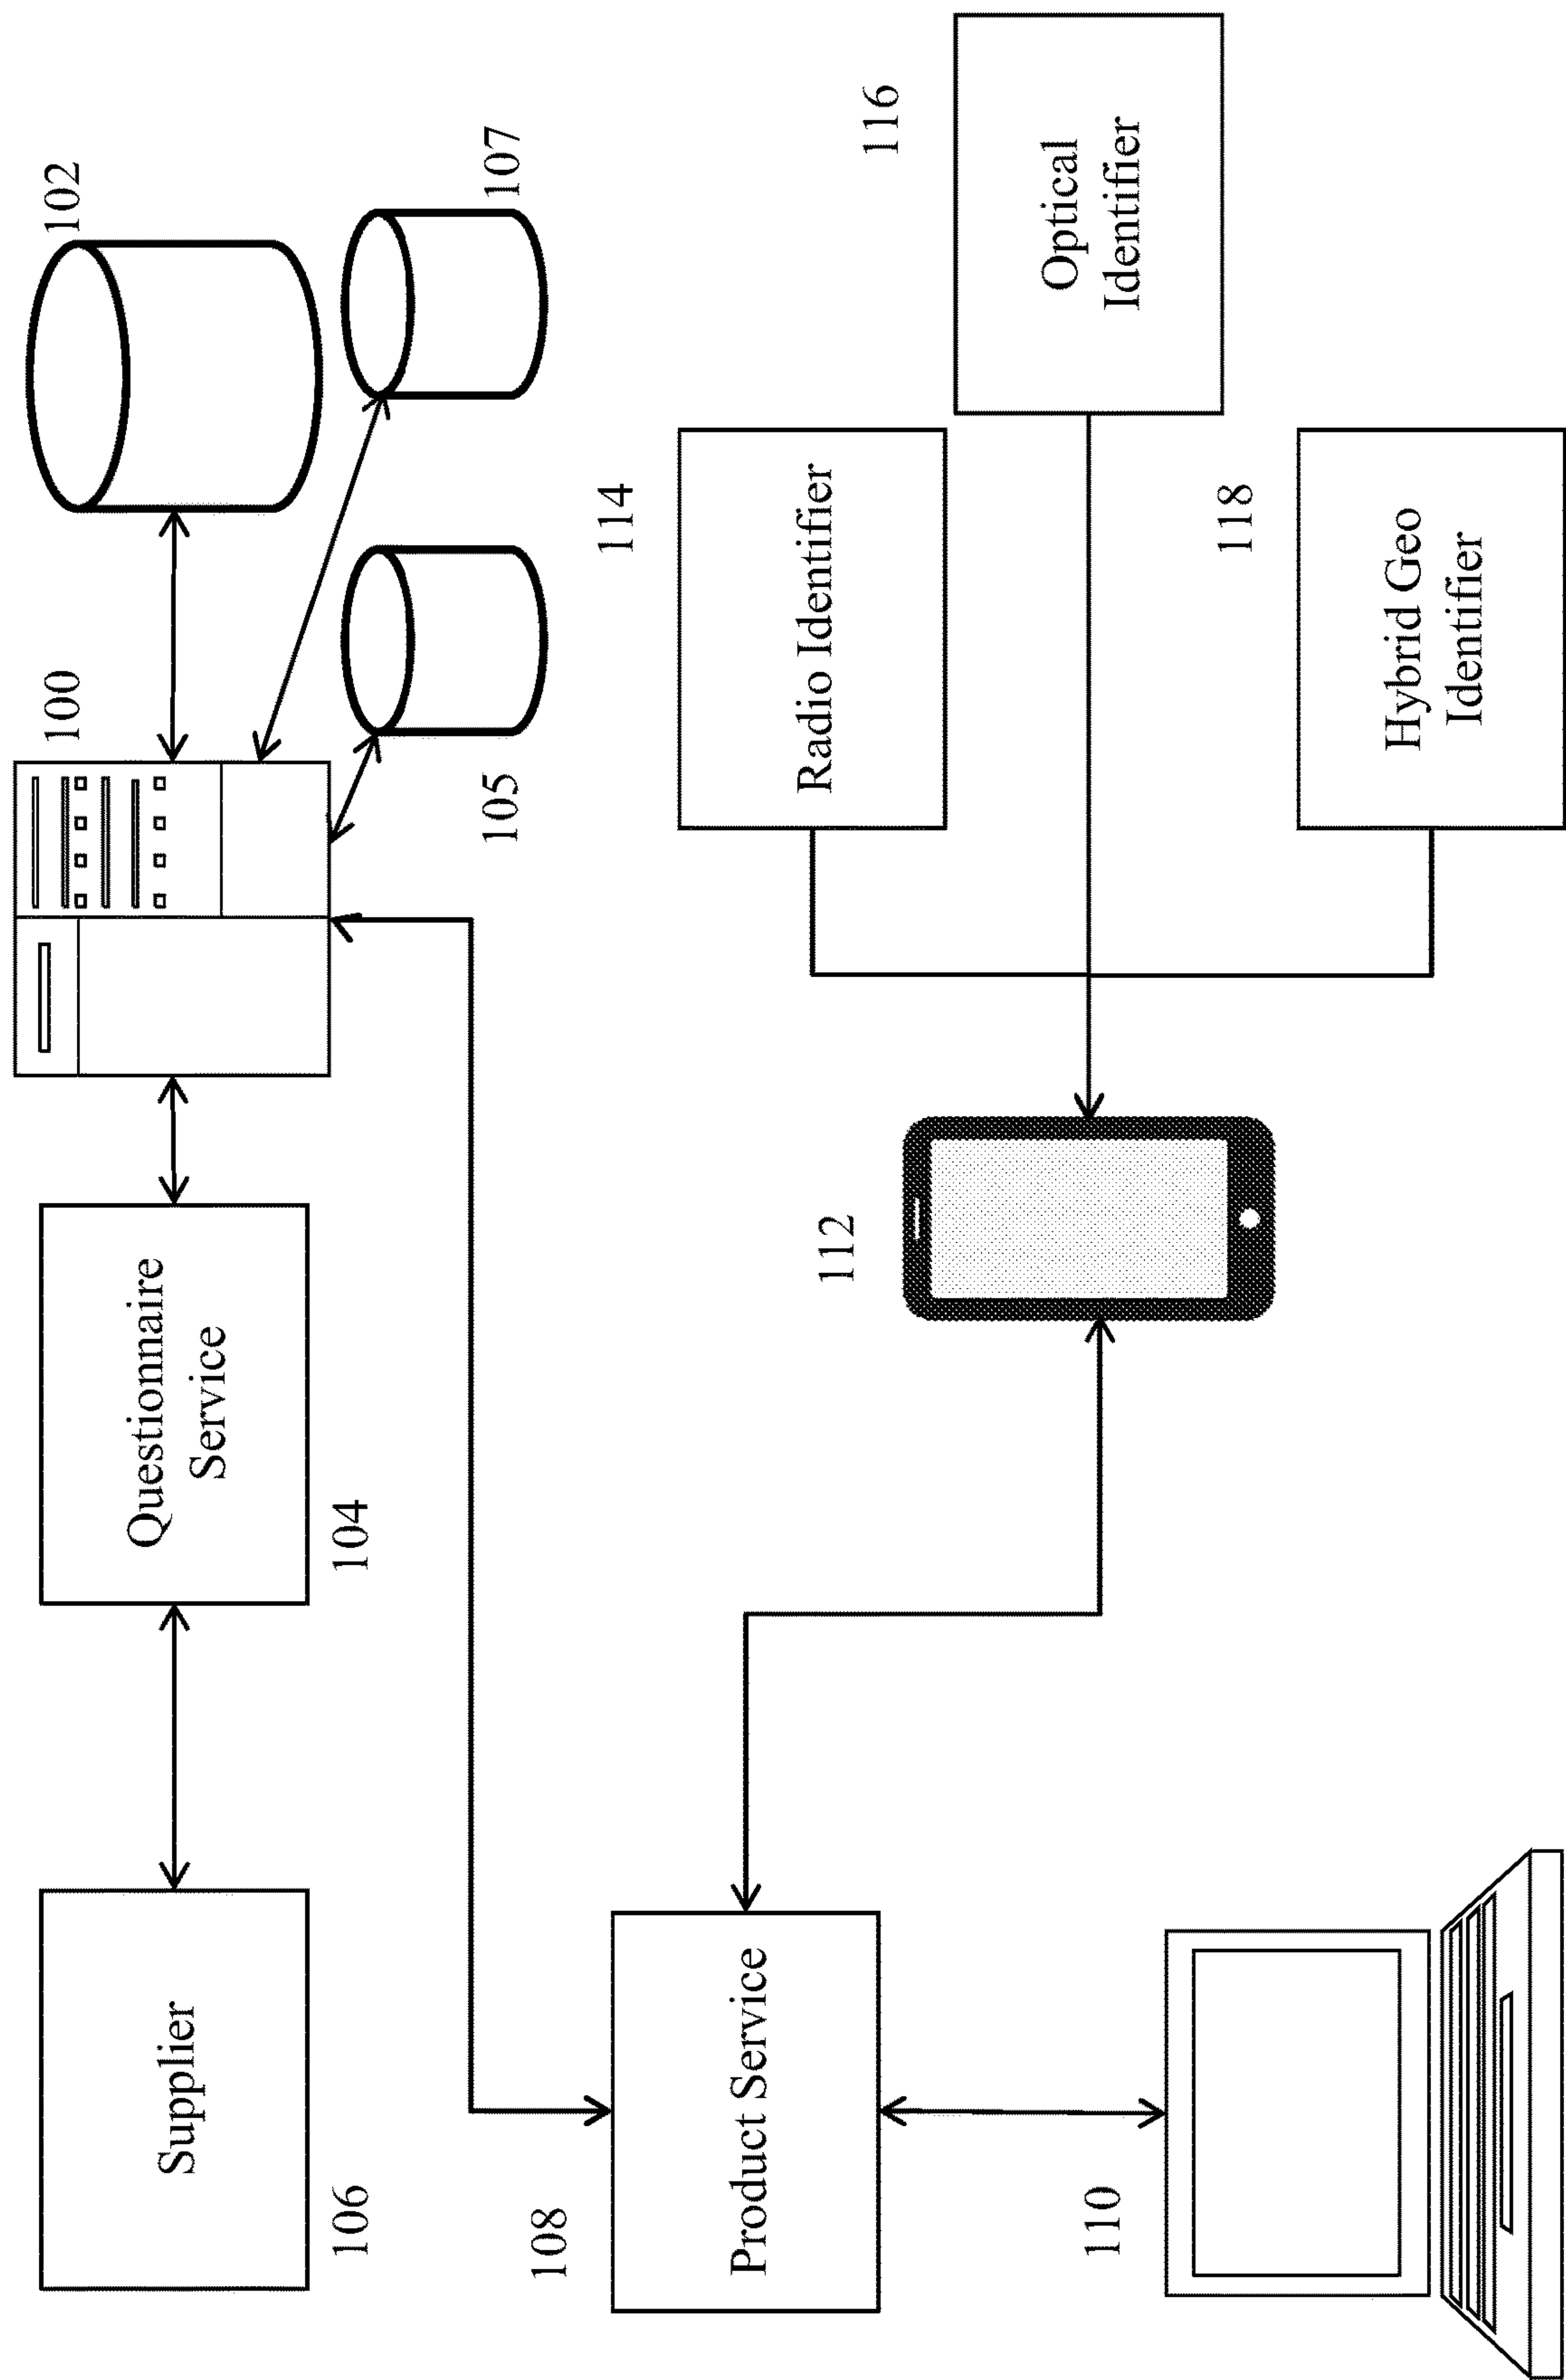 100
102
Supplier
106
Questionnaire
Service
104
105
107
108
Product Service
114
Radio Identifier
112
116
Optical
Identifier
110
118
Hybrid Geo
Identifier